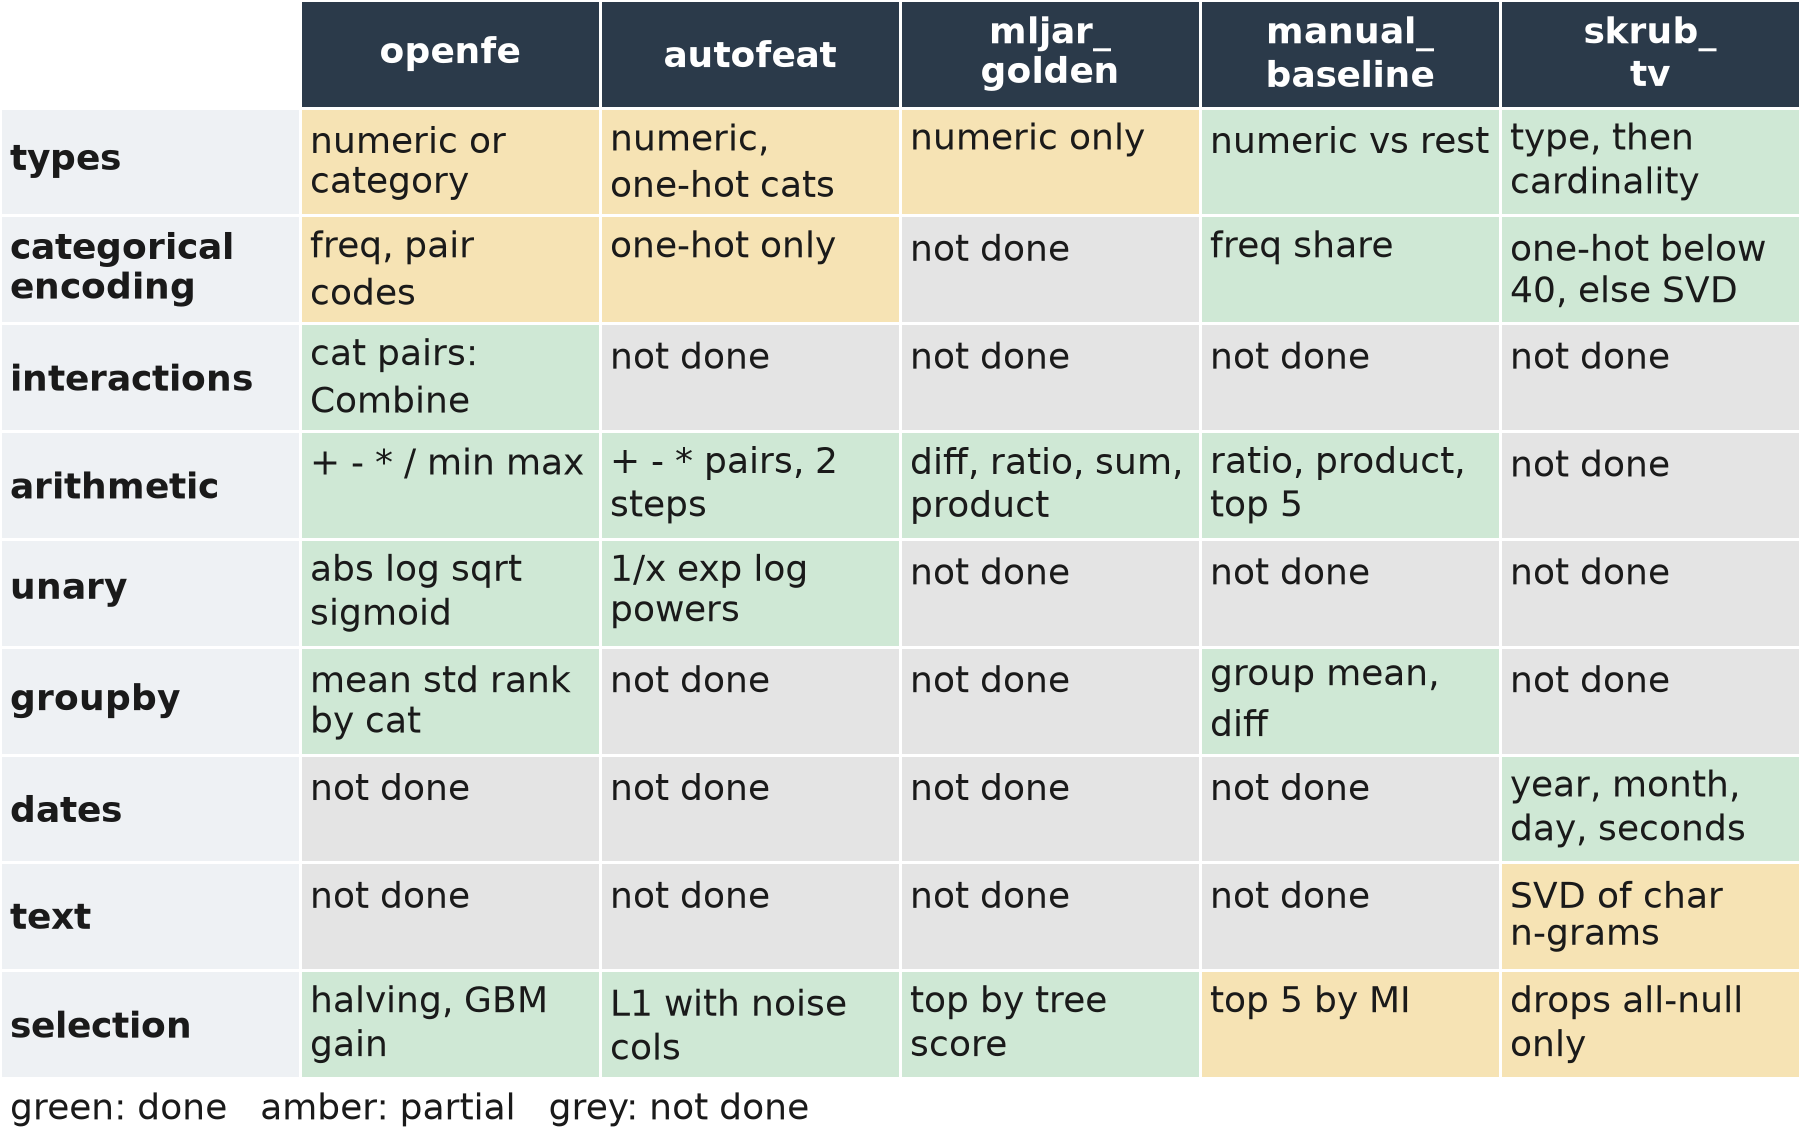 openfe
autofeat
mljar_
golden
manual_
baseline
skrub_
tv
types
numeric or
category
numeric,
one-hot cats
numeric only
numeric vs rest
type, then
cardinality
categorical
encoding
freq, pair
codes
one-hot only
not done
freq share
one-hot below
40, else SVD
interactions
cat pairs:
Combine
not done
not done
not done
not done
arithmetic
+ - * / min max
+ - * pairs, 2
steps
diff, ratio, sum,
product
ratio, product,
top 5
not done
unary
abs log sqrt
sigmoid
1/x exp log
powers
not done
not done
not done
groupby
mean std rank
by cat
not done
not done
group mean,
diff
not done
dates
not done
not done
not done
not done
year, month,
day, seconds
text
not done
not done
not done
not done
SVD of char
n-grams
selection
halving, GBM
gain
L1 with noise
cols
top by tree
score
top 5 by MI
drops all-null
only
green: done   amber: partial   grey: not done